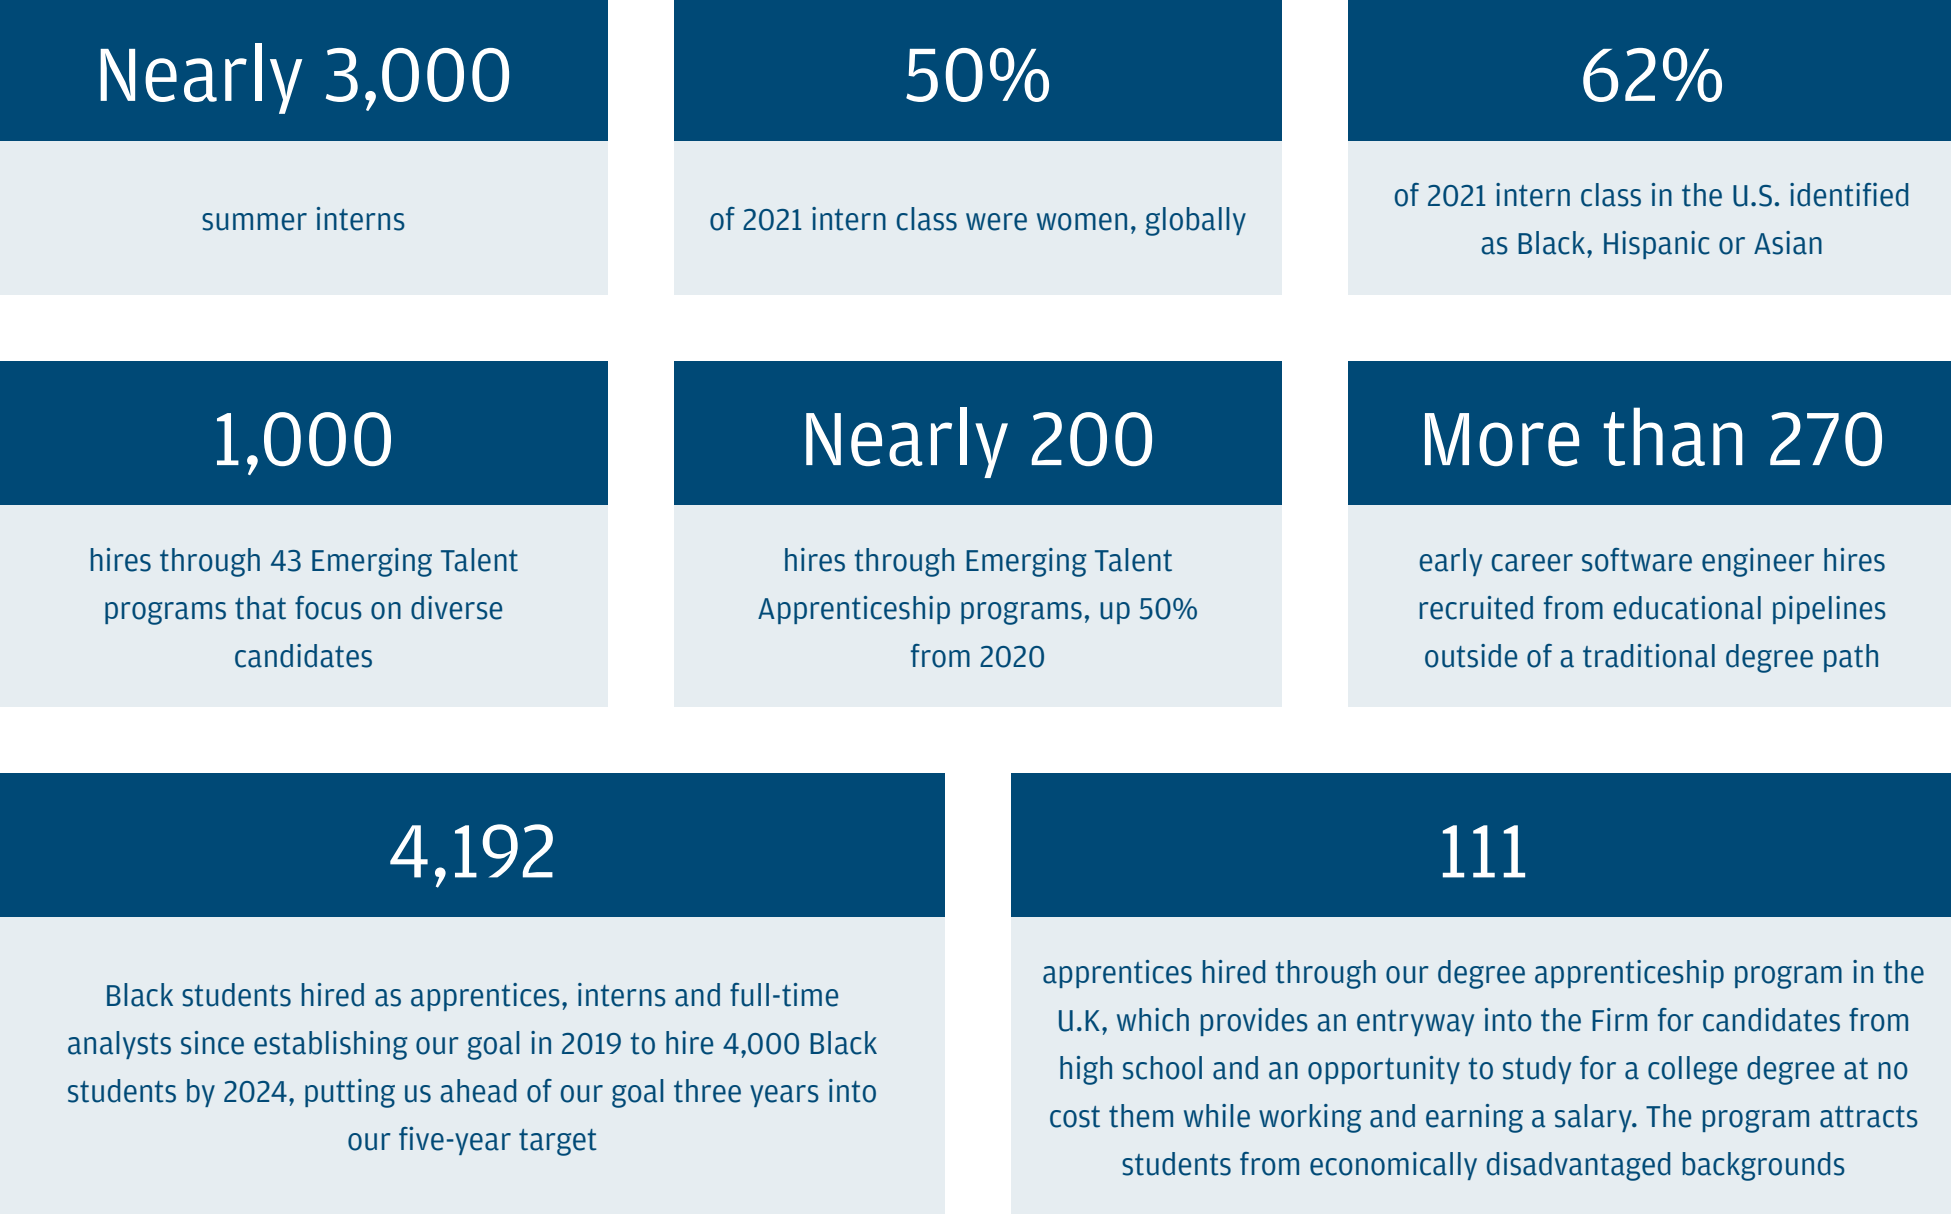 Nearly 3,000
summer interns
50%
of 2021 intern class were women, globally
62%
of 2021 intern class in the U.S. identified
as Black, Hispanic or Asian
1,000
hires through 43 Emerging Talent
programs that focus on diverse
candidates
Nearly 200
hires through Emerging Talent
Apprenticeship programs, up 50%
from 2020
More than 270
early career software engineer hires
recruited from educational pipelines
outside of a traditional degree path
4,192
Black students hired as apprentices, interns and full-time
analysts since establishing our goal in 2019 to hire 4,000 Black
students by 2024, putting us ahead of our goal three years into
our five-year target
111
apprentices hired through our degree apprenticeship program in the
U.K, which provides an entryway into the Firm for candidates from
high school and an opportunity to study for a college degree at no
cost them while working and earning a salary. The program attracts
students from economically disadvantaged backgrounds